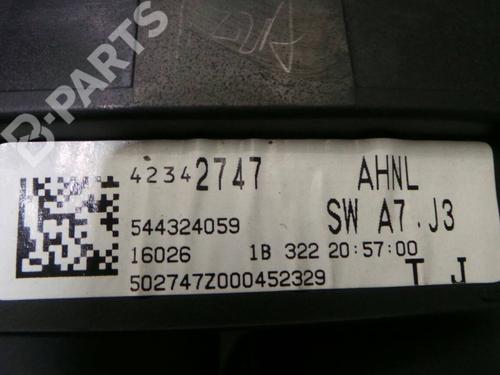 B-PARTS
42342747 AHNL
544324059 SW A7.J3
16026 1B 322 20:57:00
502747Z000452329 T J